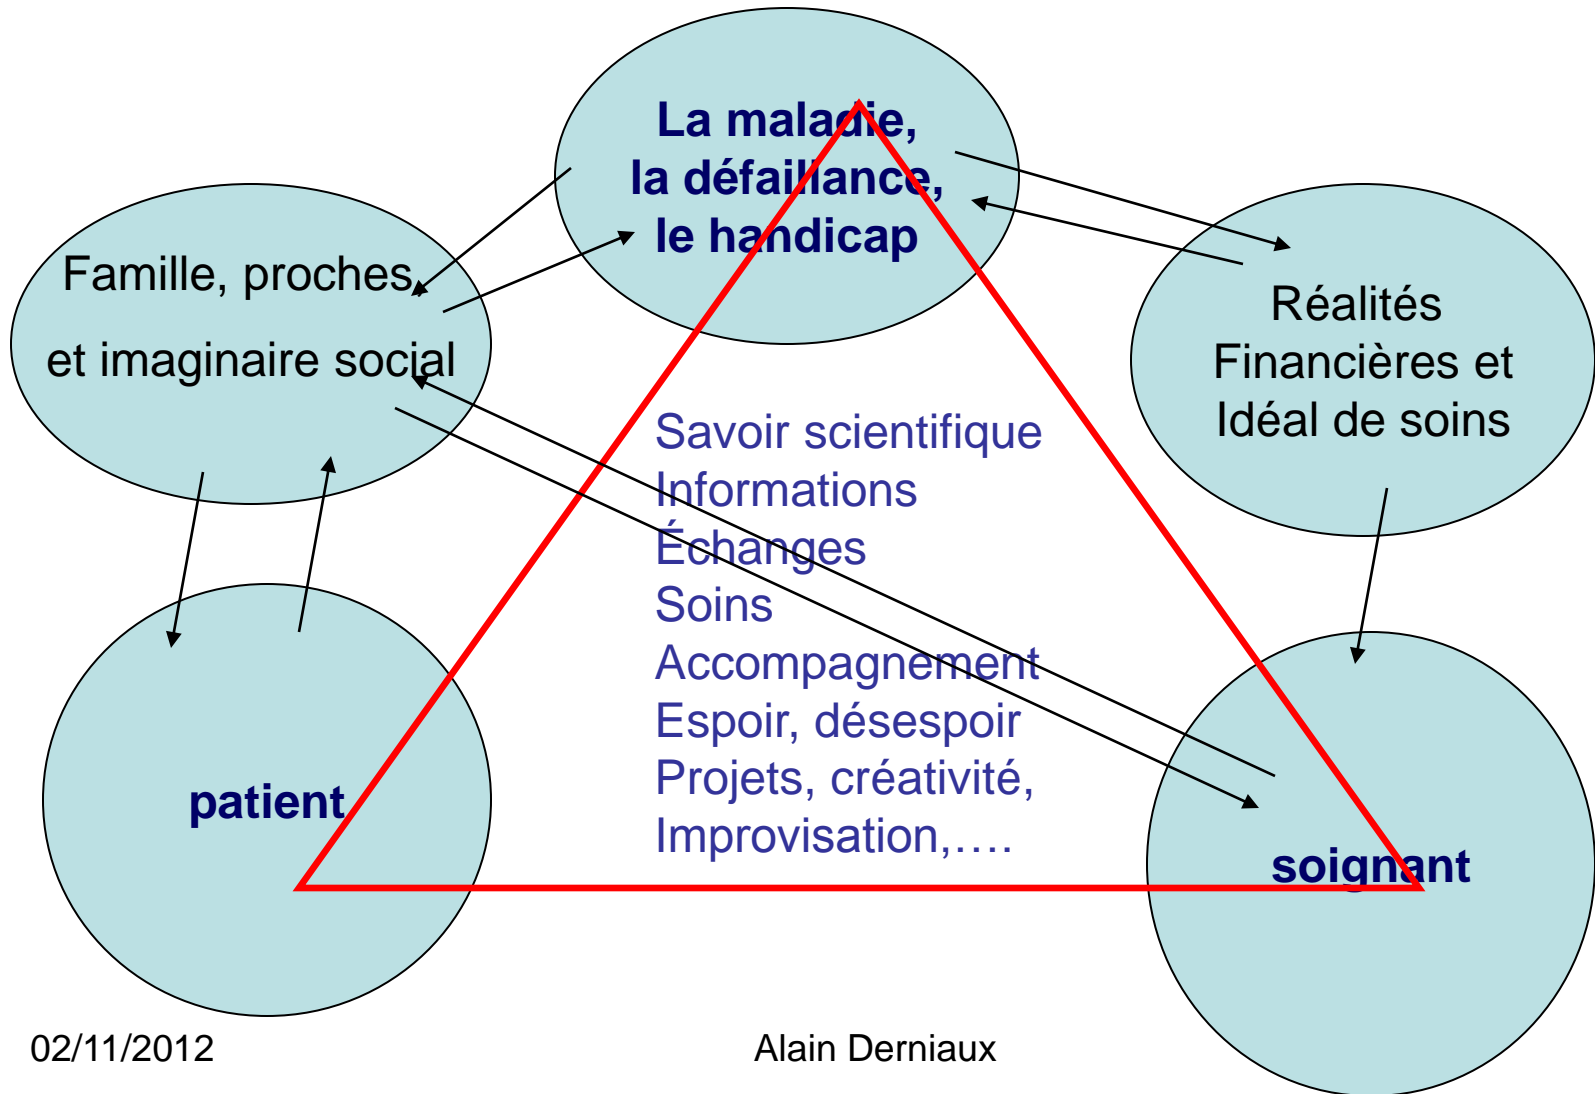 La maladie,
la défaillance,
le handicap
Famille, proches
et imaginaire social
Réalités
Financières et
Idéal de soins
Savoir scientifique
Informations
Échanges
Soins
Accompagnement
Espoir, désespoir
Projets, créativité,
Improvisation,….
patient
soignant
02/11/2012
Alain Derniaux